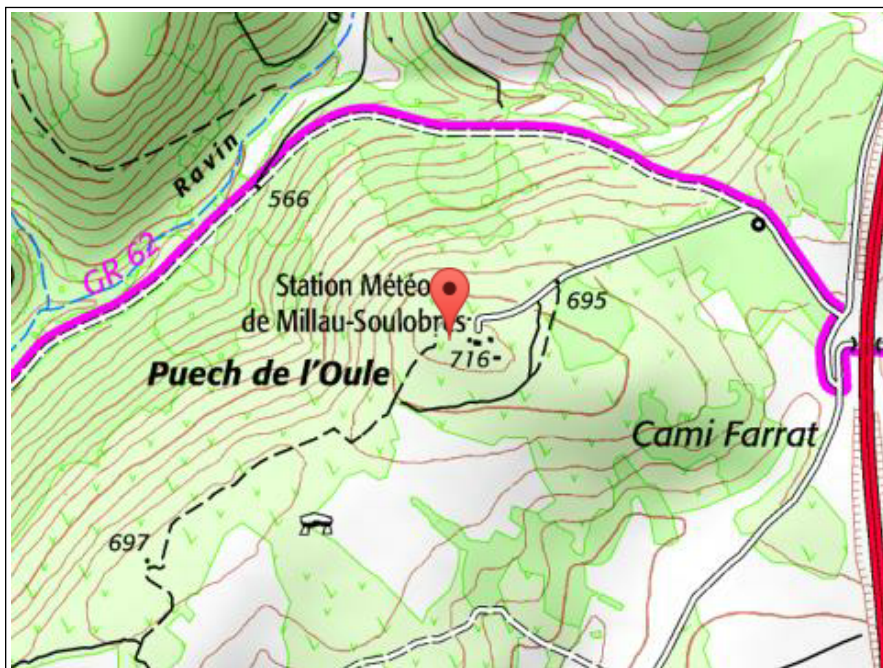 Ravin
566
GR 62
Station Météo
de Millau-Soulobres
695
716
Puech de l'Oule
Cami Farrat
697